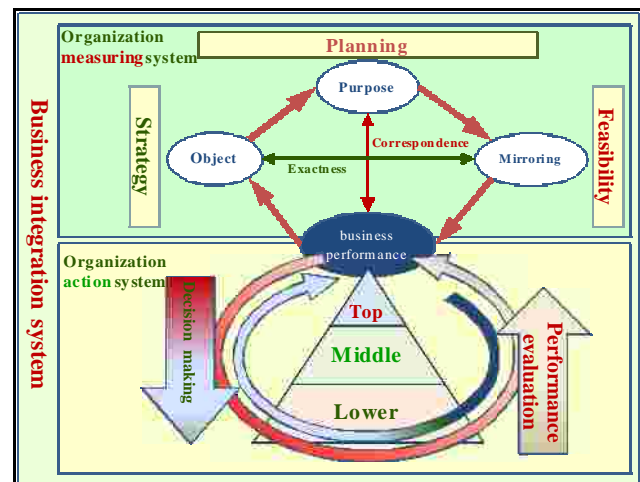 Business integration system
Organization
measuring system
Planning
Purpose
Strategy
Object
Correspondence
Exactness
Mirroring
Feasibility
business
performance
Organization
action system
Decision making
Top
Middle
Lower
Performance
evaluation